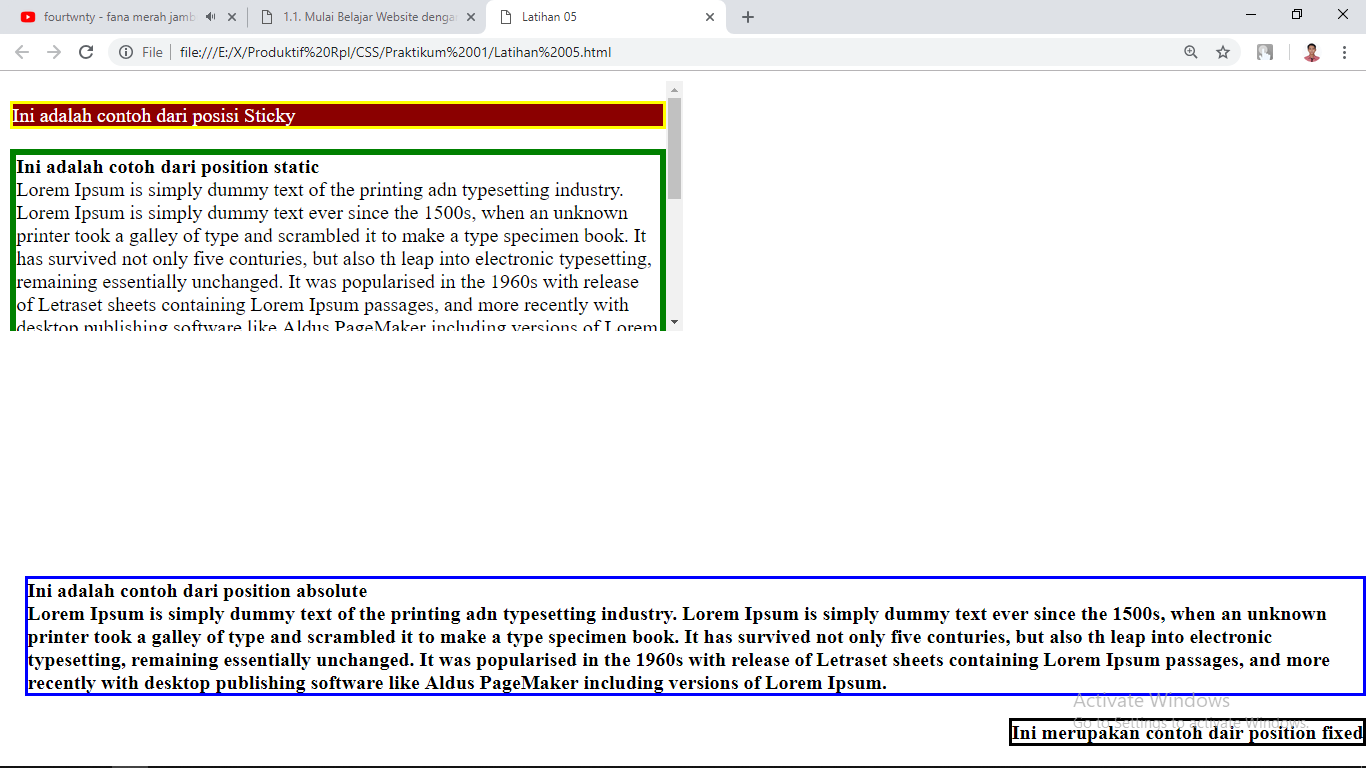 fourtwnty - fana merah jamb
1.1. Mulai Belajar Website denga
Latihan 05
File
file:///E:/X/Produktif%20Rpl/CSS/Praktikum%2001/Latihan%2005.html
Ini adalah contoh dari posisi Sticky
Ini adalah cotoh dari position static
Lorem Ipsum is simply dummy text of the printing adn typesetting industry.
Lorem Ipsum is simply dummy text ever since the 1500s, when an unknown
printer took a galley of type and scrambled it to make a type specimen book. It
has survived not only five conturies, but also th leap into electronic typesetting,
remaining essentially unchanged. It was popularised in the 1960s with release
of Letraset sheets containing Lorem Ipsum passages, and more recently with
desktop publishing software like Aldus PageMaker including versions of Lorem
Ini adalah contoh dari position absolute
Lorem Ipsum is simply dummy text of the printing adn typesetting industry. Lorem Ipsum is simply dummy text ever since the 1500s, when an unknown
printer took a galley of type and scrambled it to make a type specimen book. It has survived not only five conturies, but also th leap into electronic
typesetting, remaining essentially unchanged. It was popularised in the 1960s with release of Letraset sheets containing Lorem Ipsum passages, and more
recently with desktop publishing software like Aldus PageMaker including versions of Lorem Ipsum.
Activate Windows
Go to Settings to activate Windows.
Ini merupakan contoh dair position fixed